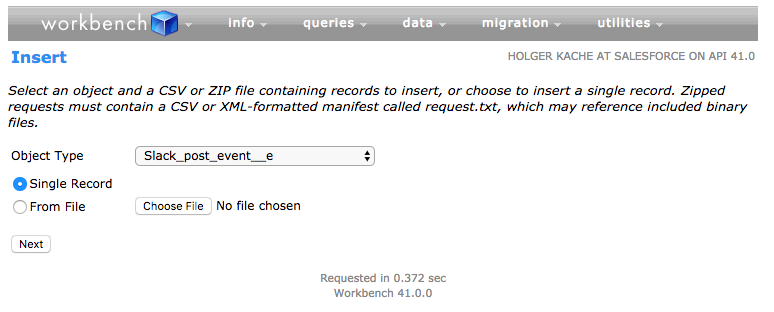 workbench info queries data migration utilities
Insert HOLGER KACHE AT SALESFORCE ON API 41.0
Select an object and a CSV or ZIP file containing records to insert, or choose to insert a single record. Zipped
requests must contain a CSV or XML-formatted manifest called request.txt, which may reference included binary
files.
Object Type Slack_post_event__e
Single Record
From File Choose File No file chosen
Next
Requested in 0.372 sec
Workbench 41.0.0